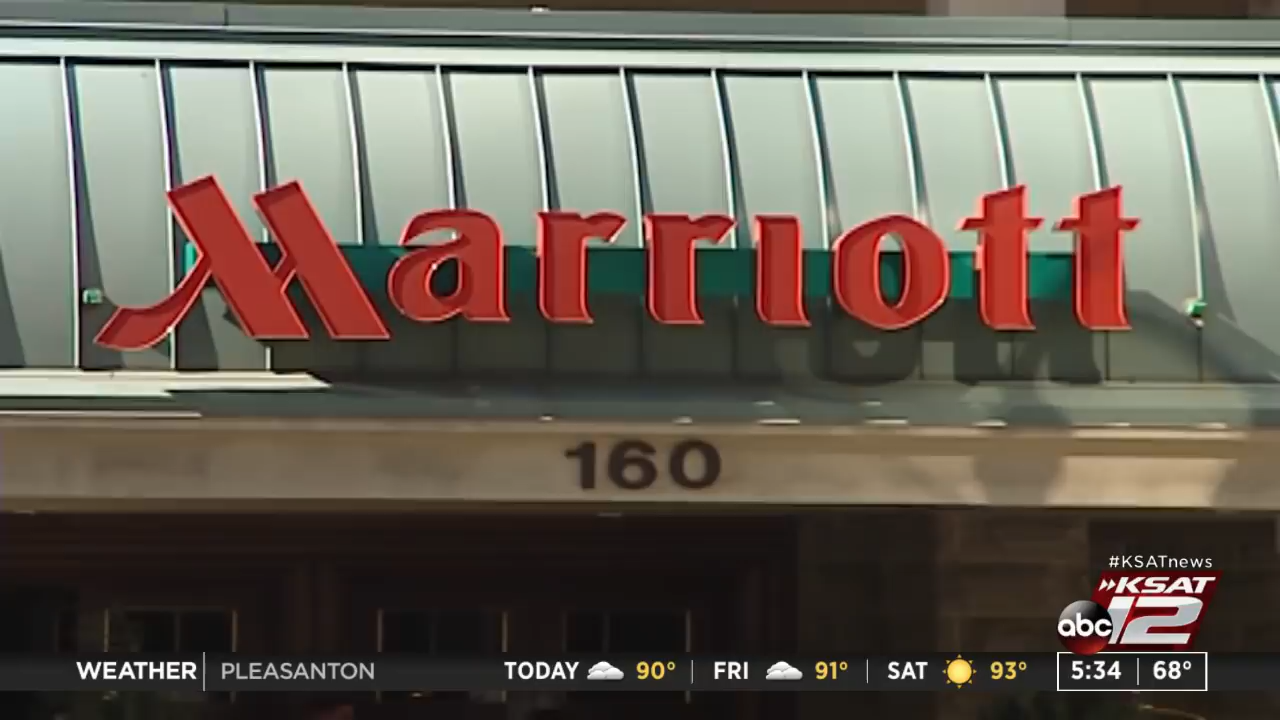 Marriott
160
#KSATnews
KSAT
abc 12
WEATHER PLEASANTON TODAY 90° FRI 91° SAT 93° 5:34 68°